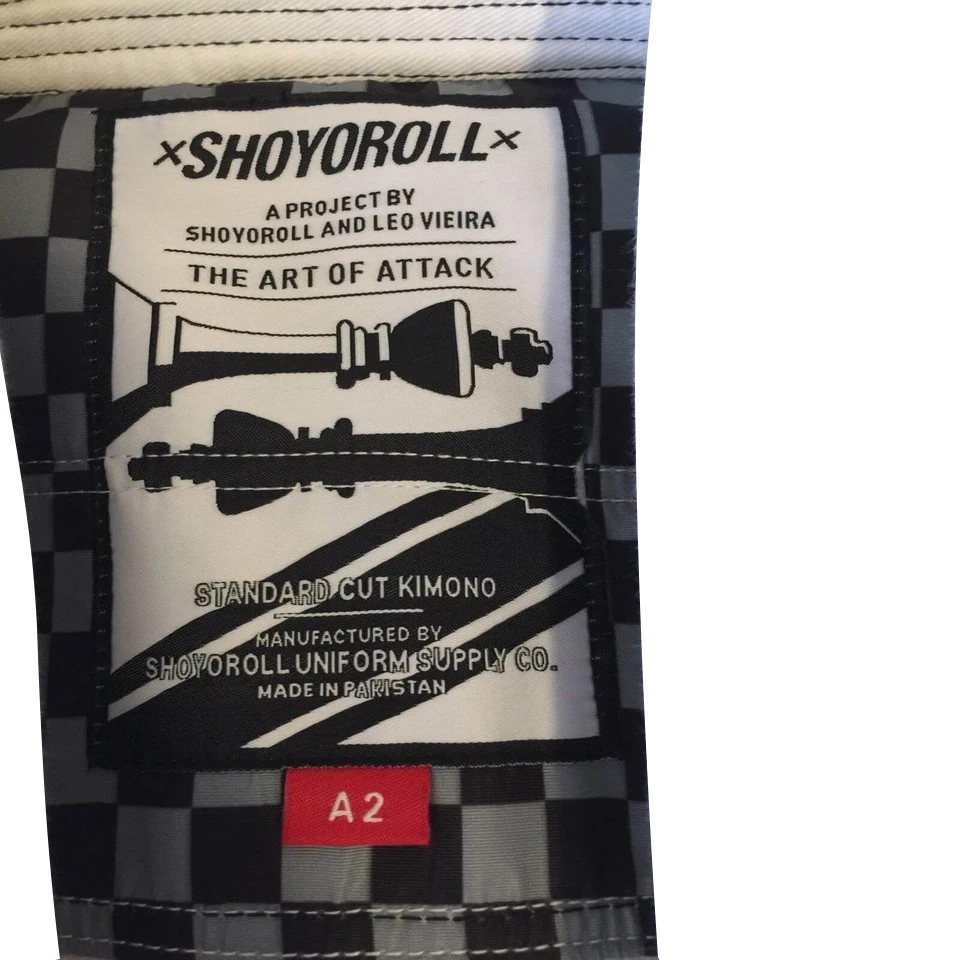 ×SHOYOROLL×
A PROJECT BY
SHOYOROLL AND LEO VIEIRA
THE ART OF ATTACK
STANDARD CUT KIMONO
MANUFACTURED BY
SHOYOROLL UNIFORM SUPPLY CO.
MADE IN PAKISTAN
A2